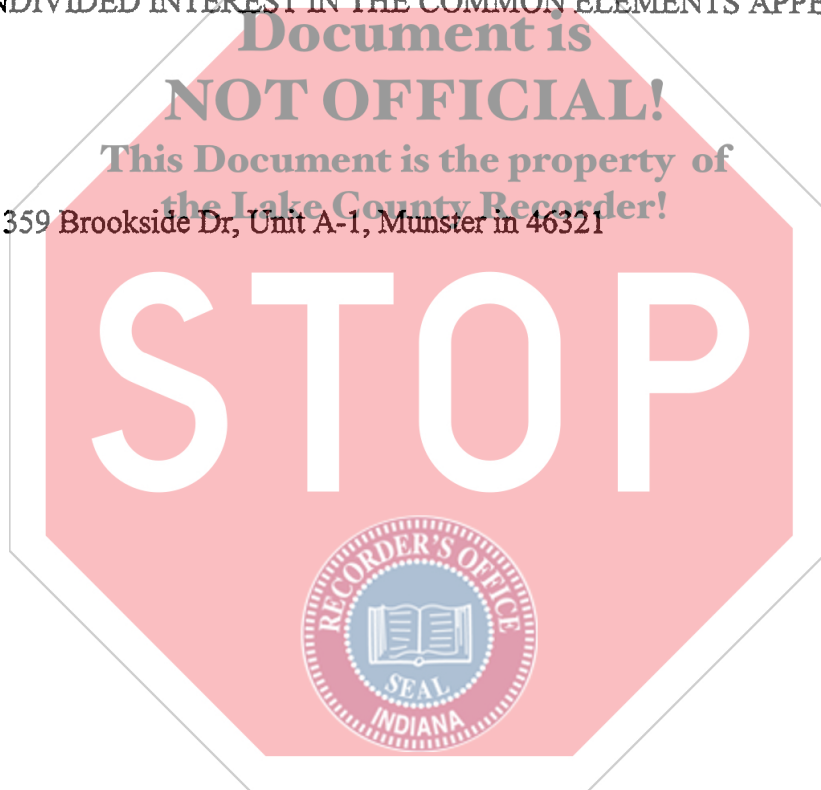 NDIVIDED INTEREST IN THE COMMON ELEMENTS APPE
Document is
NOT OFFICIAL!
This Document is the property of
the Lake County Recorder!
359 Brookside Dr, Unit A-1, Munster in 46321
STOP
RECORDER'S OFFICE
SEAL
INDIANA